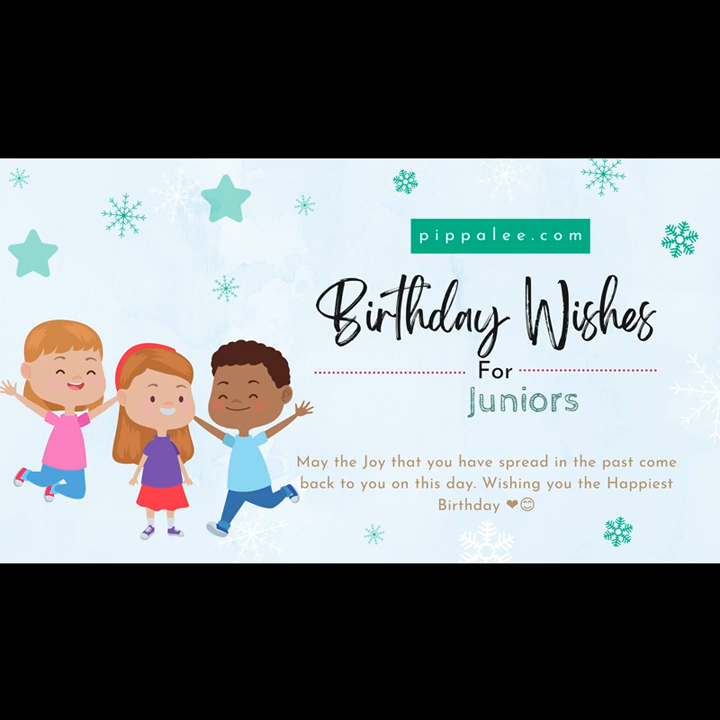 pippalee.com
Birthday Wishes
For
Juniors
May the Joy that you have spread in the past come
back to you on this day. Wishing you the Happiest
Birthday ❤😊